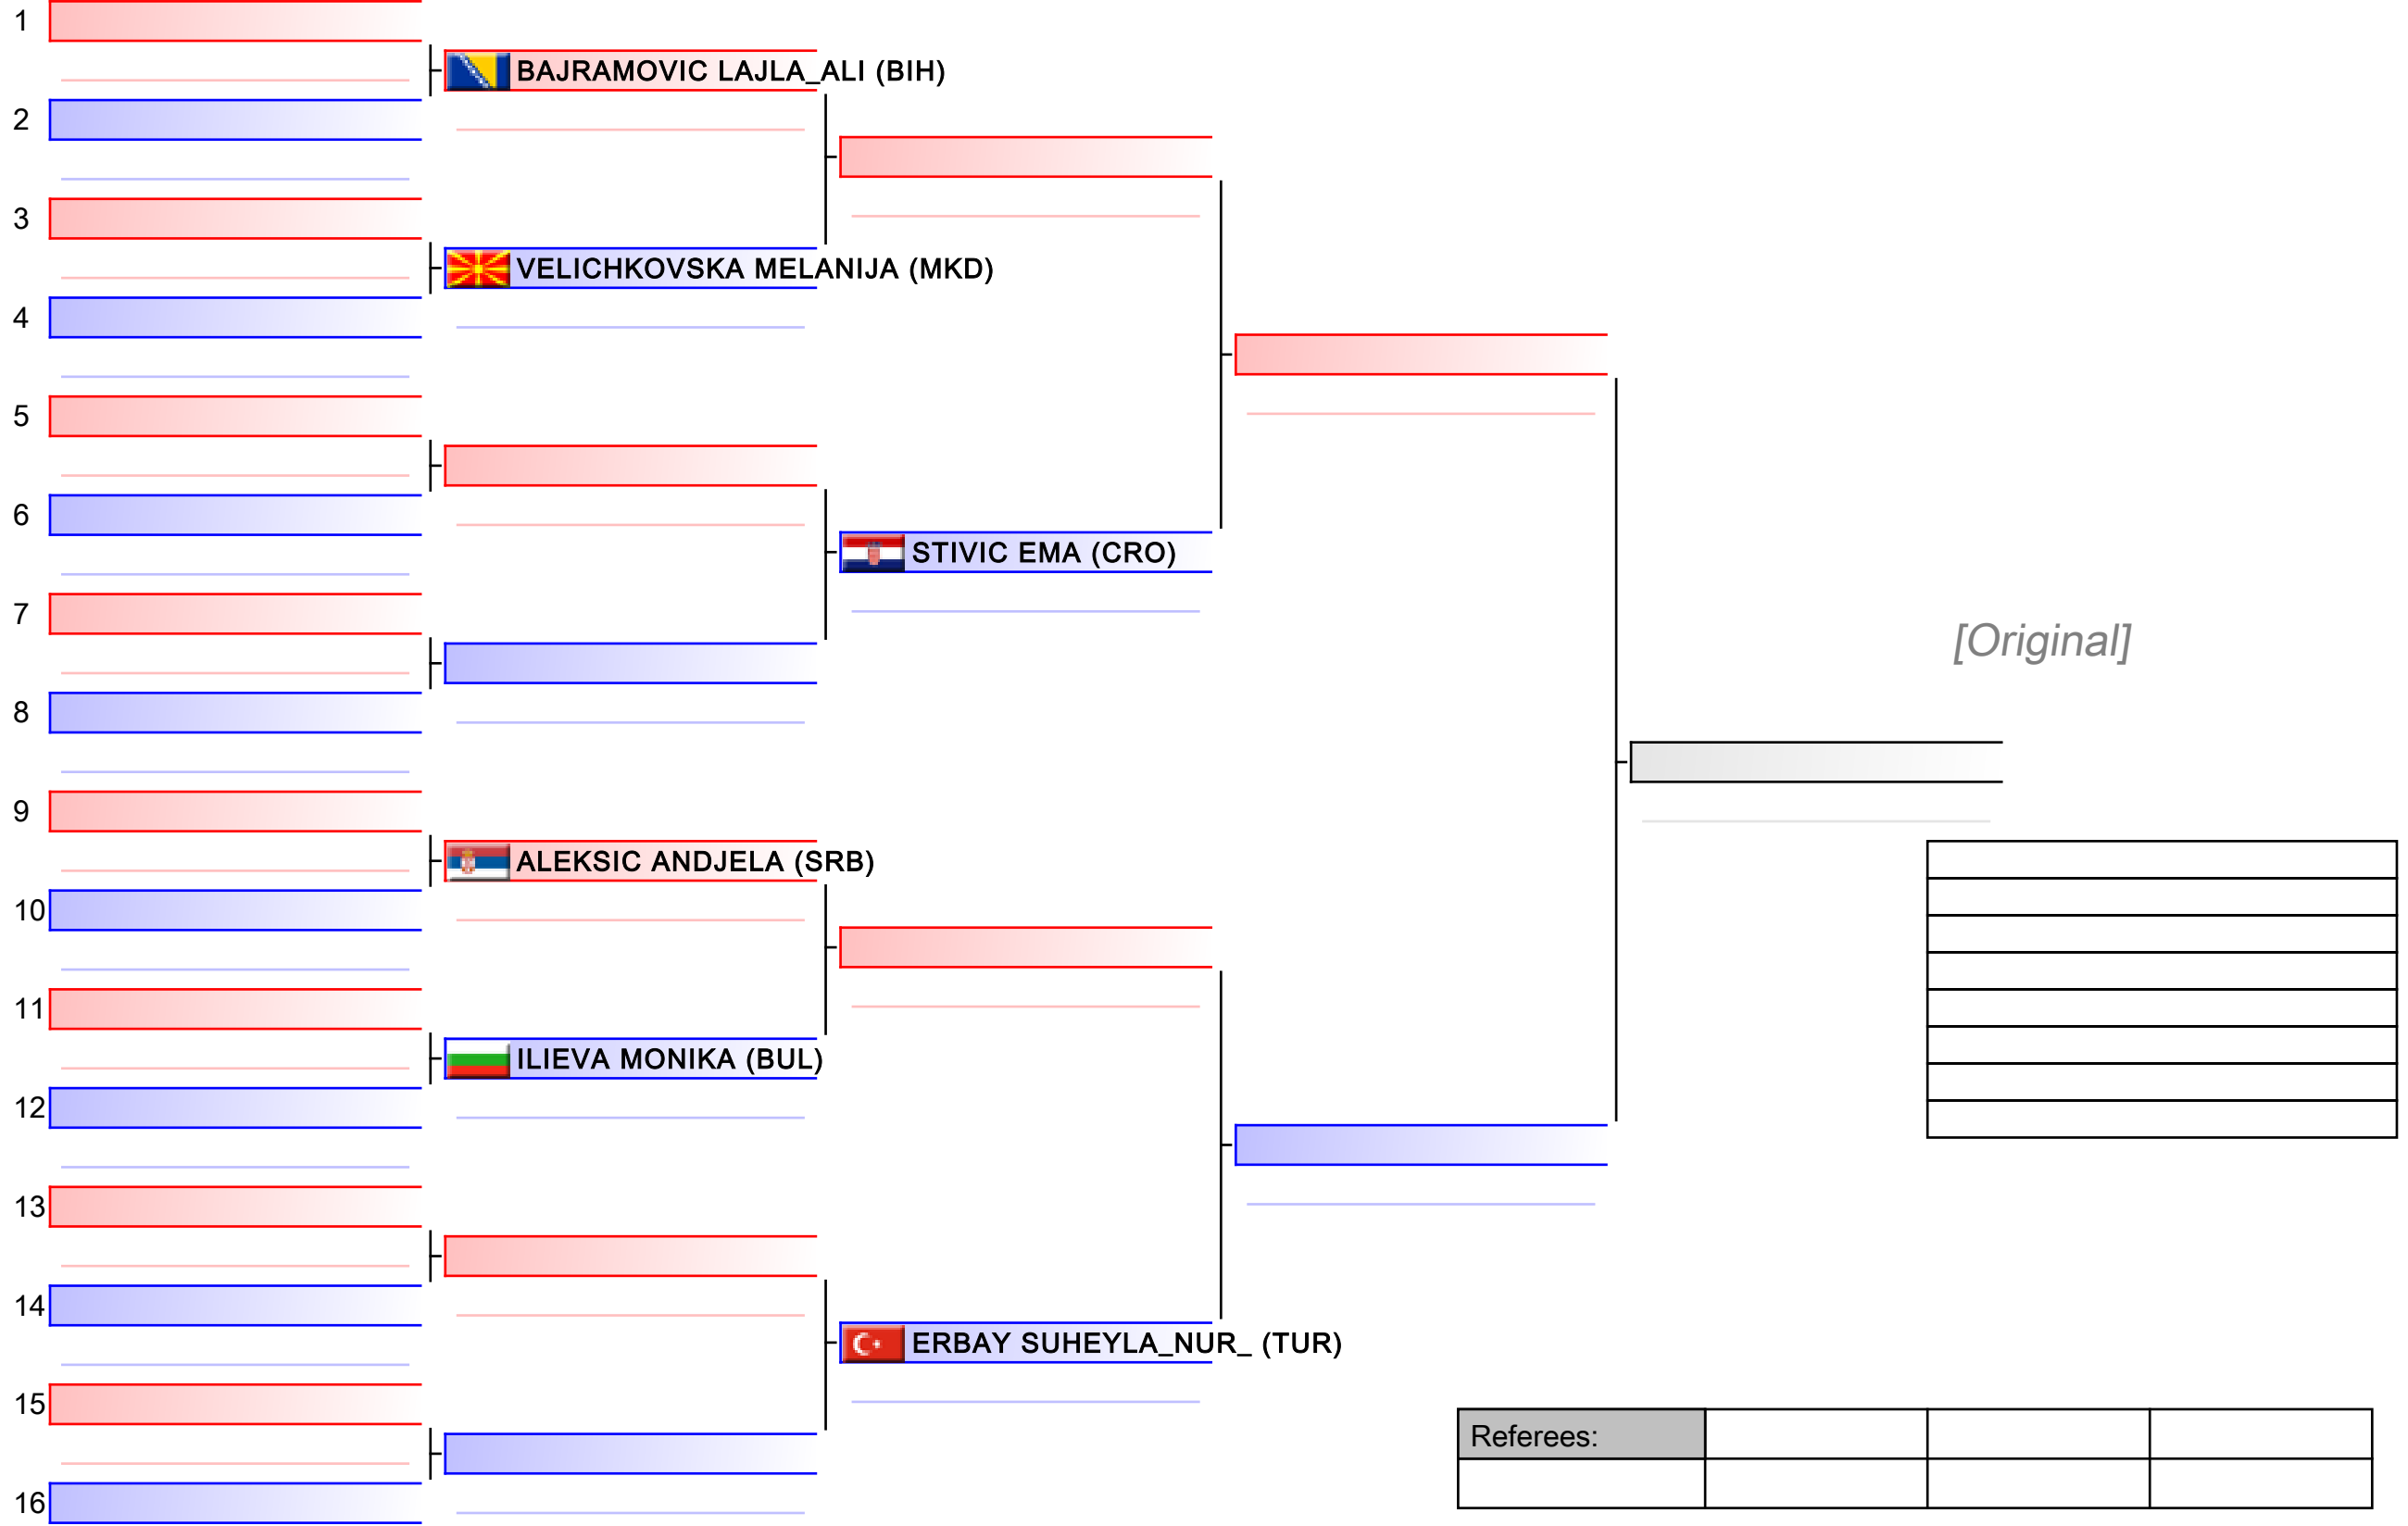 1
BAJRAMOVIC LAJLA_ALI (BIH)
2
3
VELICHKOVSKA MELANIJA (MKD)
4
5
6
STIVIC EMA (CRO)
7
[Original]
8
9
ALEKSIC ANDJELA (SRB)
10
11
ILIEVA MONIKA (BUL)
12
13
14
ERBAY SUHEYLA_NUR_ (TUR)
15
Referees:
16